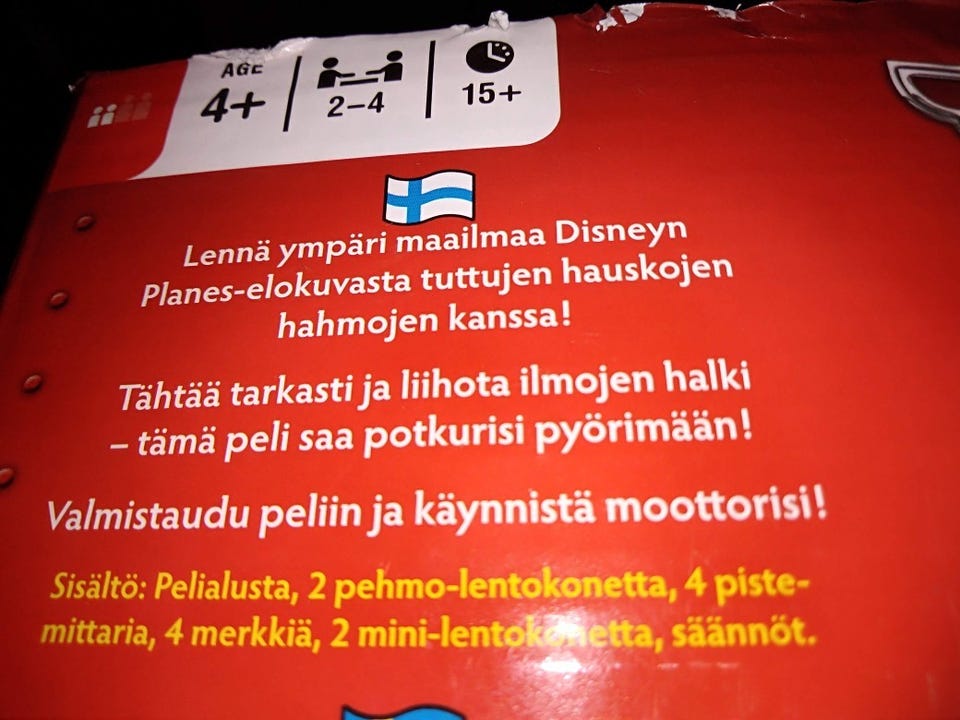 AGE
4+
2–4
15+
Lennä ympäri maailmaa Disneyn
Planes-elokuvasta tuttujen hauskojen
hahmojen kanssa!
Tähtää tarkasti ja liihota ilmojen halki
– tämä peli saa potkurisi pyörimään!
Valmistaudu peliin ja käynnistä moottorisi!
Sisältö: Pelialusta, 2 pehmo-lentokonetta, 4 piste-
mittaria, 4 merkkiä, 2 mini-lentokonetta, säännöt.